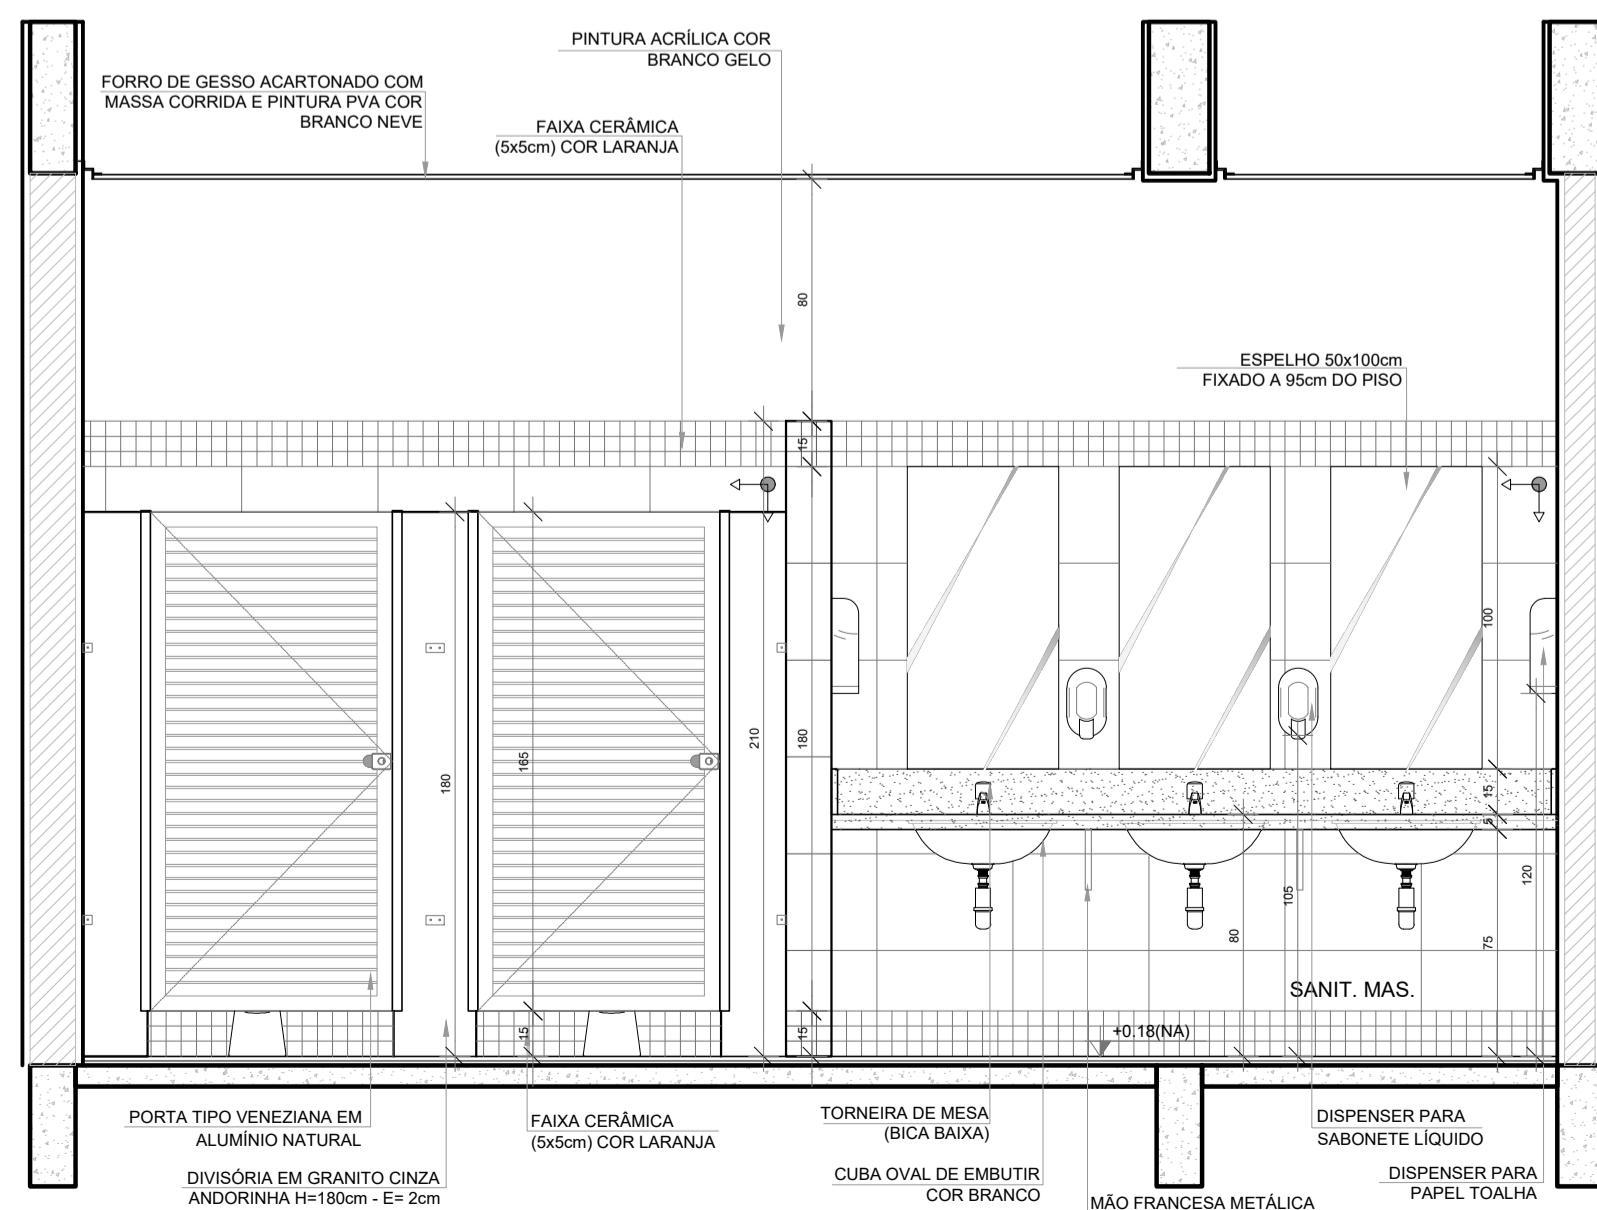 PINTURA ACRÍLICA COR
BRANCO GELO
FORRO DE GESSO ACARTONADO COM
MASSA CORRIDA E PINTURA PVA COR
BRANCO NEVE
FAIXA CERÂMICA
(5x5cm) COR LARANJA
80
ESPELHO 50x100cm
FIXADO A 95cm DO PISO
15
100
210
180
165
180
15
5
120
105
80
75
SANIT. MAS.
+0.18(NA)
15
15
PORTA TIPO VENEZIANA EM
ALUMÍNIO NATURAL
FAIXA CERÂMICA
(5x5cm) COR LARANJA
TORNEIRA DE MESA
(BICA BAIXA)
DISPENSER PARA
SABONETE LÍQUIDO
DIVISÓRIA EM GRANITO CINZA
ANDORINHA H=180cm - E= 2cm
CUBA OVAL DE EMBUTIR
COR BRANCO
DISPENSER PARA
PAPEL TOALHA
MÃO FRANCESA METÁLICA